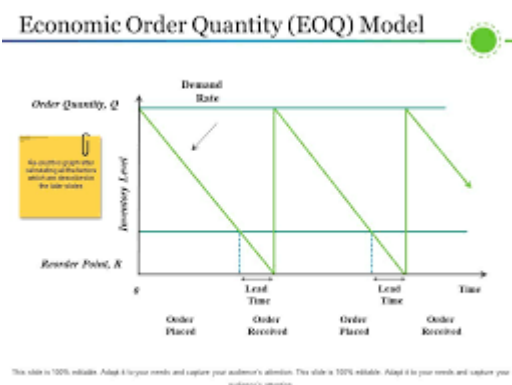 Economic Order Quantity (EOQ) Model
Demand
Rate
Order Quantity, Q
Inventory Level
Reorder Point, R
0
Lead
Time
Lead
Time
Time
Order
Placed
Order
Received
Order
Placed
Order
Received
This slide is 100% editable. Adapt it to your needs and capture your audience's attention. This slide is 100% editable. Adapt it to your needs and capture your
audience's attention.